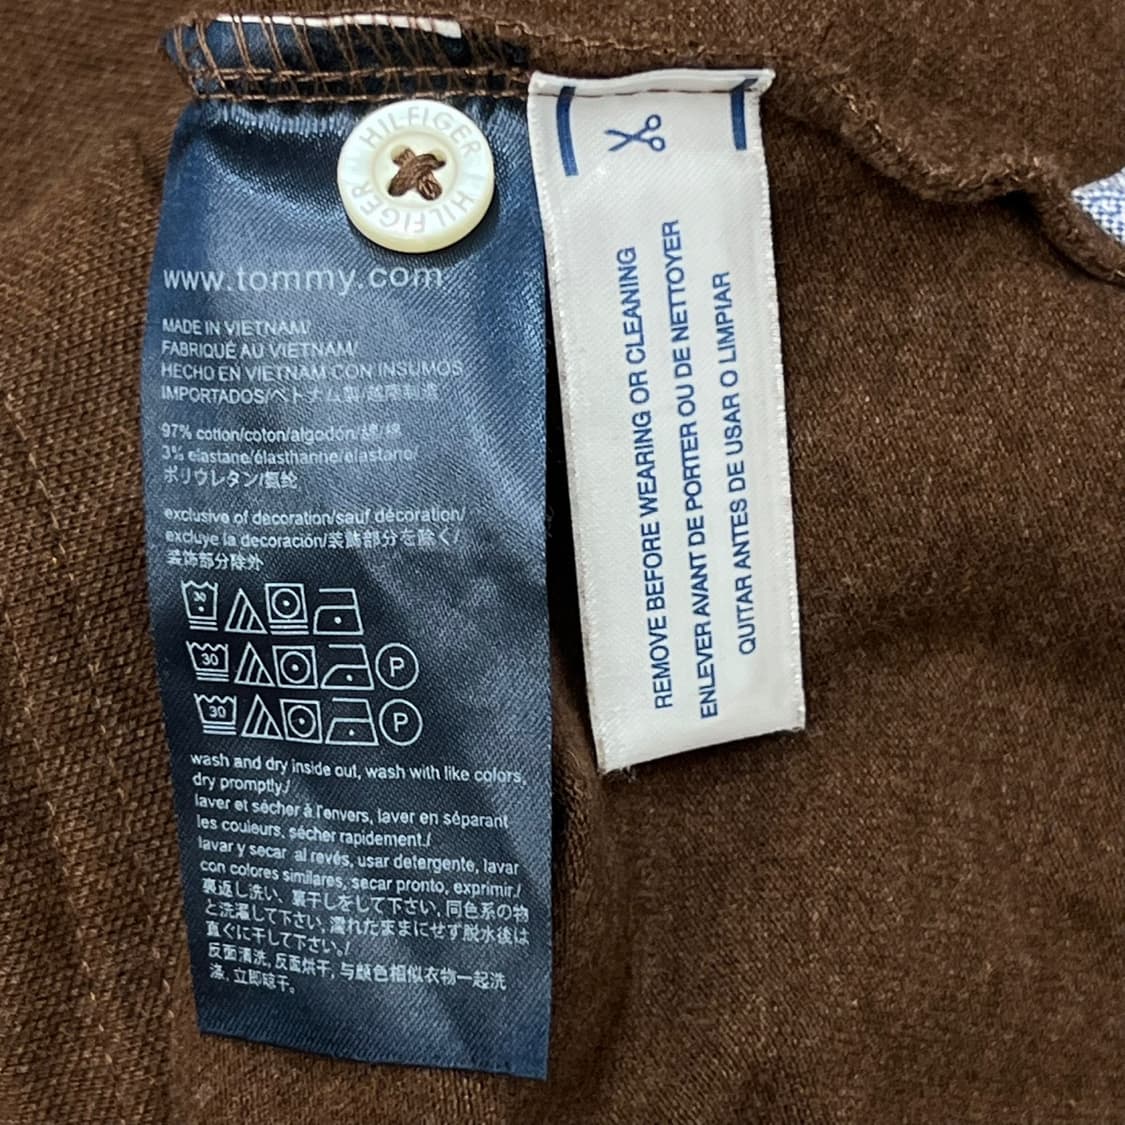 HILFIGER HILFIGER
www.tommy.com
MADE IN VIETNAM/
FABRIQUÉ AU VIETNAM/
HECHO EN VIETNAM CON INSUMOS
IMPORTADOS/ベトナム製/越南制造
97% cotton/coton/algodón/綿/棉
3% elastane/élasthanne/elastano/
ポリウレタン/氨纶
exclusive of decoration/sauf décoration/
excluye la decoración/装飾部分を除く/
装饰部分除外
30
30 P
30 P
wash and dry inside out, wash with like colors,
dry promptly./
laver et sécher à l'envers, laver en séparant
les couleurs, sécher rapidement./
lavar y secar al revés, usar detergente, lavar
con colores similares, secar pronto, exprimir./
裏返し洗い、裏干しをして下さい, 同色系の物
と洗濯して下さい, 濡れたままにせず脱水後は
直ぐに干して下さい。/
反面清洗, 反面烘干, 与颜色相似衣物一起洗
涤, 立即晾干。
REMOVE BEFORE WEARING OR CLEANING
ENLEVER AVANT DE PORTER OU DE NETTOYER
QUITAR ANTES DE USAR O LIMPIAR